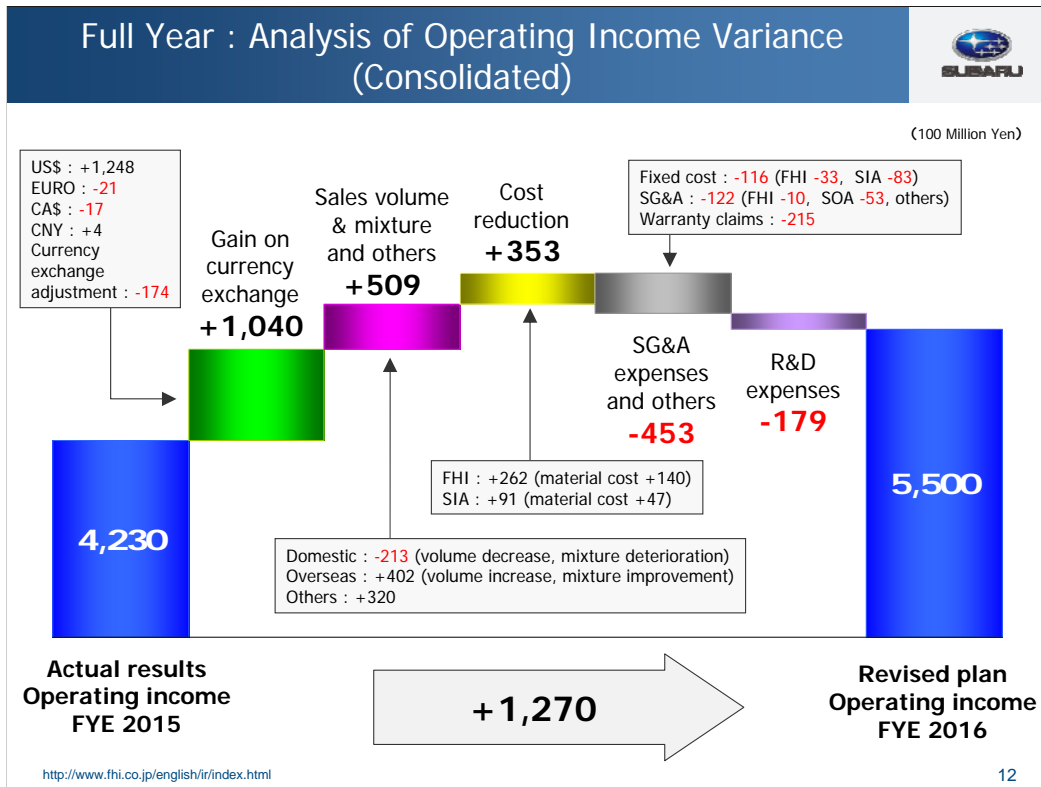 Full Year : Analysis of Operating Income Variance
(Consolidated)
SUBARU
(100 Million Yen)
US$ : +1,248
EURO : -21
CA$ : -17
CNY : +4
Currency
exchange
adjustment : -174
Gain on
currency
exchange
+1,040
Sales volume
& mixture
and others
+509
Cost
reduction
+353
Fixed cost : -116 (FHI -33, SIA -83)
SG&A : -122 (FHI -10, SOA -53, others)
Warranty claims : -215
SG&A
expenses
and others
-453
R&D
expenses
-179
FHI : +262 (material cost +140)
SIA : +91 (material cost +47)
Domestic : -213 (volume decrease, mixture deterioration)
Overseas : +402 (volume increase, mixture improvement)
Others : +320
4,230
5,500
Actual results
Operating income
FYE 2015
+1,270
Revised plan
Operating income
FYE 2016
http://www.fhi.co.jp/english/ir/index.html
12